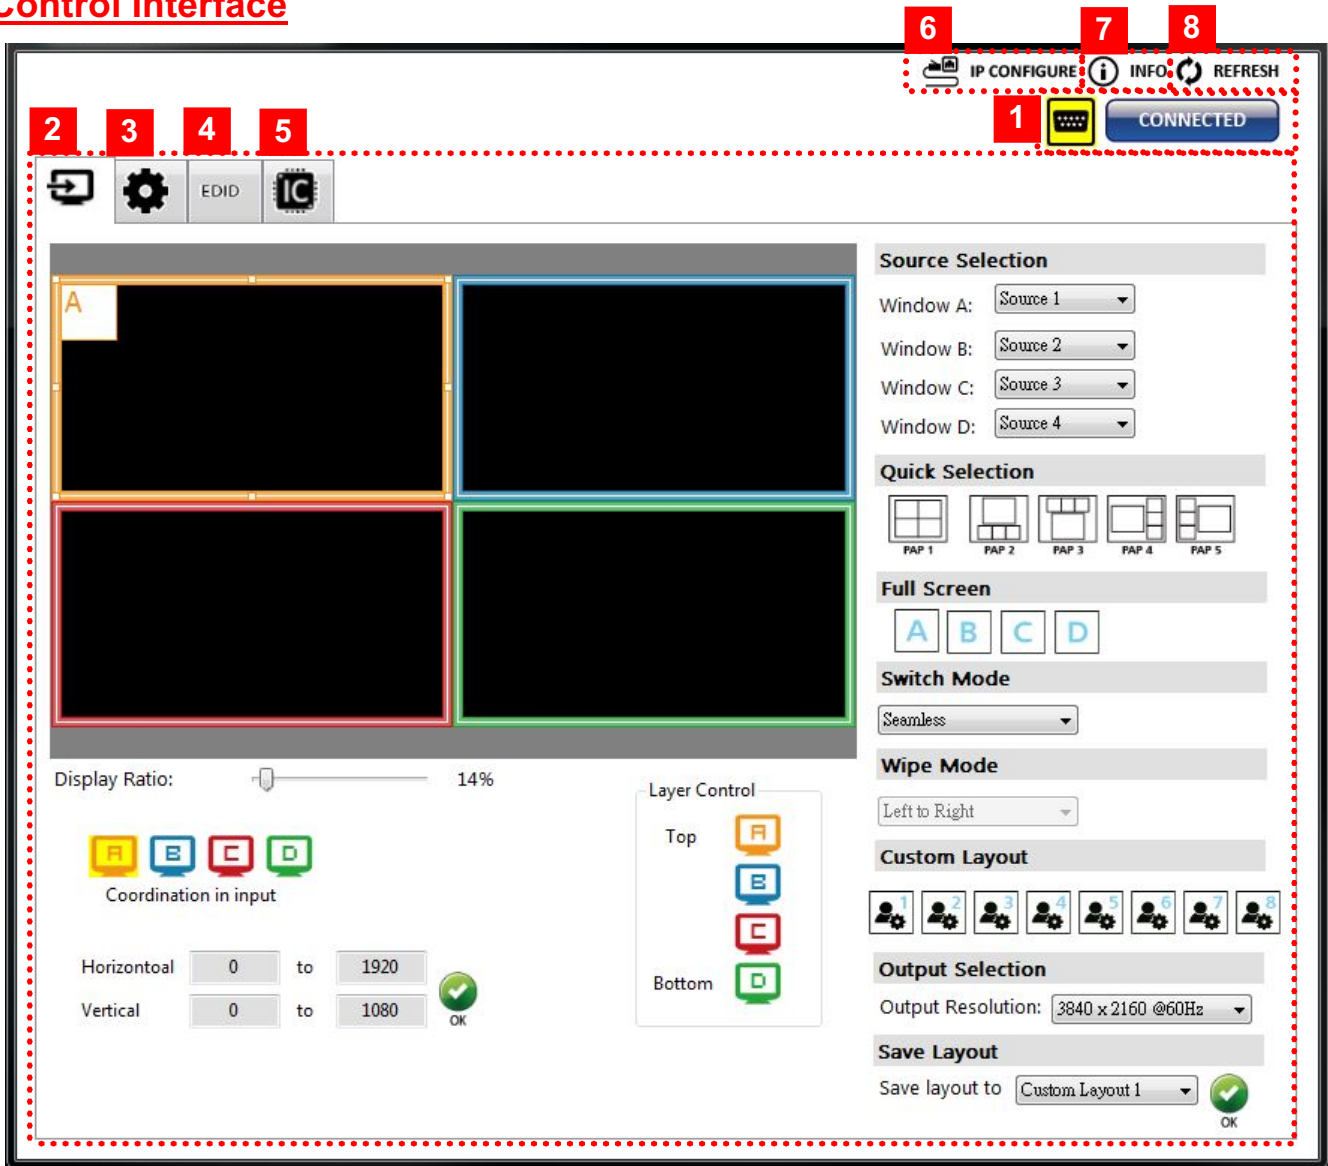 Control Interface
6 7 8
IP CONFIGURE INFO REFRESH
1 CONNECTED
2 3 4 5
EDID IC
A
Source Selection
Window A: Source 1
Window B: Source 2
Window C: Source 3
Window D: Source 4
Quick Selection
PAP 1 PAP 2 PAP 3 PAP 4 PAP 5
Full Screen
A B C D
Switch Mode
Seamless
Wipe Mode
Left to Right
Custom Layout
1 2 3 4 5 6 7 8
Output Selection
Output Resolution: 3840 x 2160 @60Hz
Save Layout
Save layout to Custom Layout 1
OK
Display Ratio: 14%
A B C D
Coordination in input
Horizontoal 0 to 1920
Vertical 0 to 1080
OK
Layer Control
Top A
B
C
Bottom D